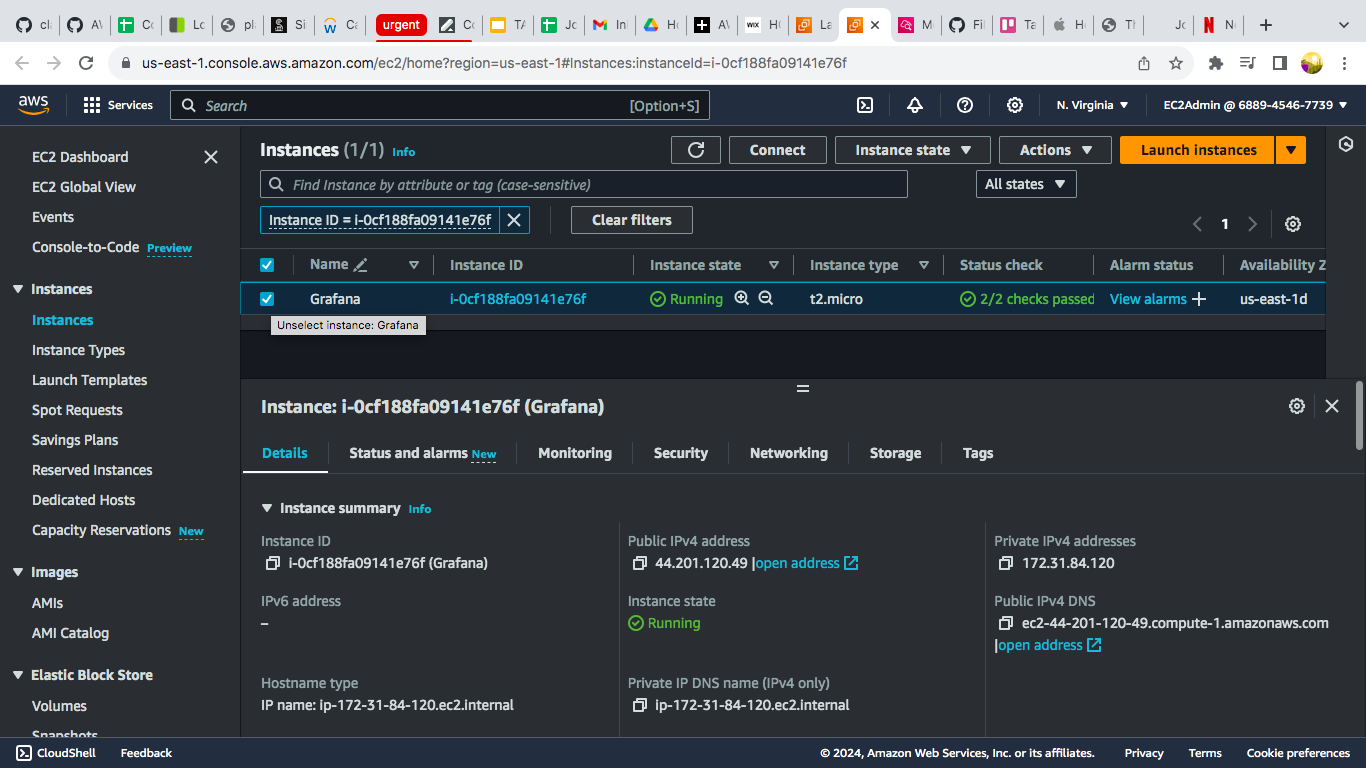 cl A Co Lo pl Si Ca urgent Co TA Jo In Ho A H La M Fi Ta H Tl Jo N
us-east-1.console.aws.amazon.com/ec2/home?region=us-east-1#Instances:instanceId=i-0cf188fa09141e76f
aws Services Search [Option+S] N. Virginia EC2Admin @ 6889-4546-7739
EC2 Dashboard
EC2 Global View
Events
Console-to-Code Preview
Instances
Instances
Instance Types
Launch Templates
Spot Requests
Savings Plans
Reserved Instances
Dedicated Hosts
Capacity Reservations New
Images
AMIs
AMI Catalog
Elastic Block Store
Volumes
Snapshots
Instances (1/1) Info Connect Instance state Actions Launch instances
Find Instance by attribute or tag (case-sensitive) All states
Instance ID = i-0cf188fa09141e76f Clear filters 1
Name Instance ID Instance state Instance type Status check Alarm status Availability Z
Grafana i-0cf188fa09141e76f Running t2.micro 2/2 checks passed View alarms us-east-1d
Unselect instance: Grafana
Instance: i-0cf188fa09141e76f (Grafana)
Details Status and alarms New Monitoring Security Networking Storage Tags
Instance summary Info
Instance ID
i-0cf188fa09141e76f (Grafana)
Public IPv4 address
44.201.120.49 |open address
Private IPv4 addresses
172.31.84.120
IPv6 address
–
Instance state
Running
Public IPv4 DNS
ec2-44-201-120-49.compute-1.amazonaws.com
|open address
Hostname type
IP name: ip-172-31-84-120.ec2.internal
Private IP DNS name (IPv4 only)
ip-172-31-84-120.ec2.internal
CloudShell Feedback © 2024, Amazon Web Services, Inc. or its affiliates. Privacy Terms Cookie preferences